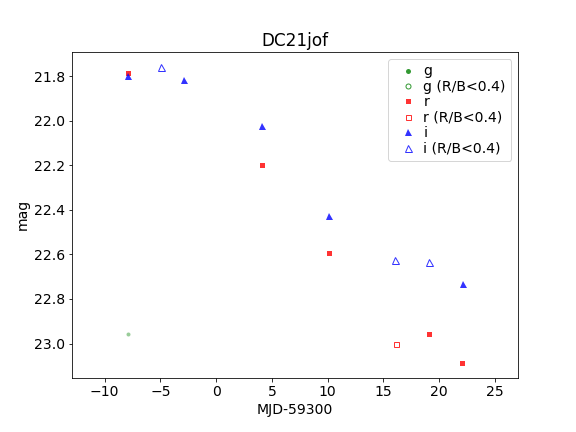 DC21jof
g
g (R/B<0.4)
r
r (R/B<0.4)
i
i (R/B<0.4)
mag
21.8
22.0
22.2
22.4
22.6
22.8
23.0
−10
−5
0
5
10
15
20
25
MJD-59300